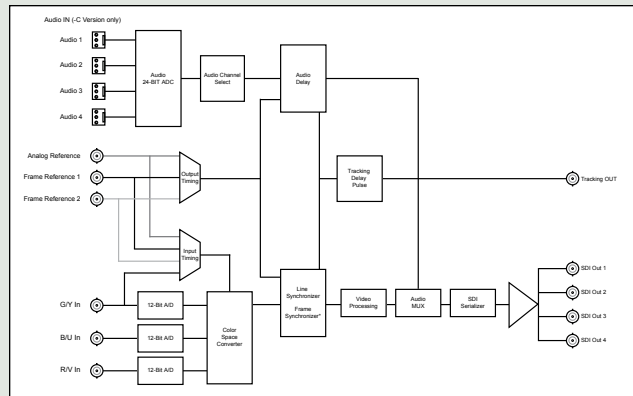 Audio IN (-C Version only)
Audio 1
Audio 2
Audio 3
Audio 4
Audio
24-BIT ADC
Audio Channel
Select
Audio
Delay
Analog Reference
Frame Reference 1
Frame Reference 2
Output
Timing
Tracking
Delay
Pulse
Tracking OUT
Input
Timing
G/Y In
B/U In
R/V In
12-Bit A/D
12-Bit A/D
12-Bit A/D
Color
Space
Converter
Line
Synchronizer
Frame
Synchronizer*
Video
Processing
Audio
MUX
SDI
Serializer
SDI Out 1
SDI Out 2
SDI Out 3
SDI Out 4